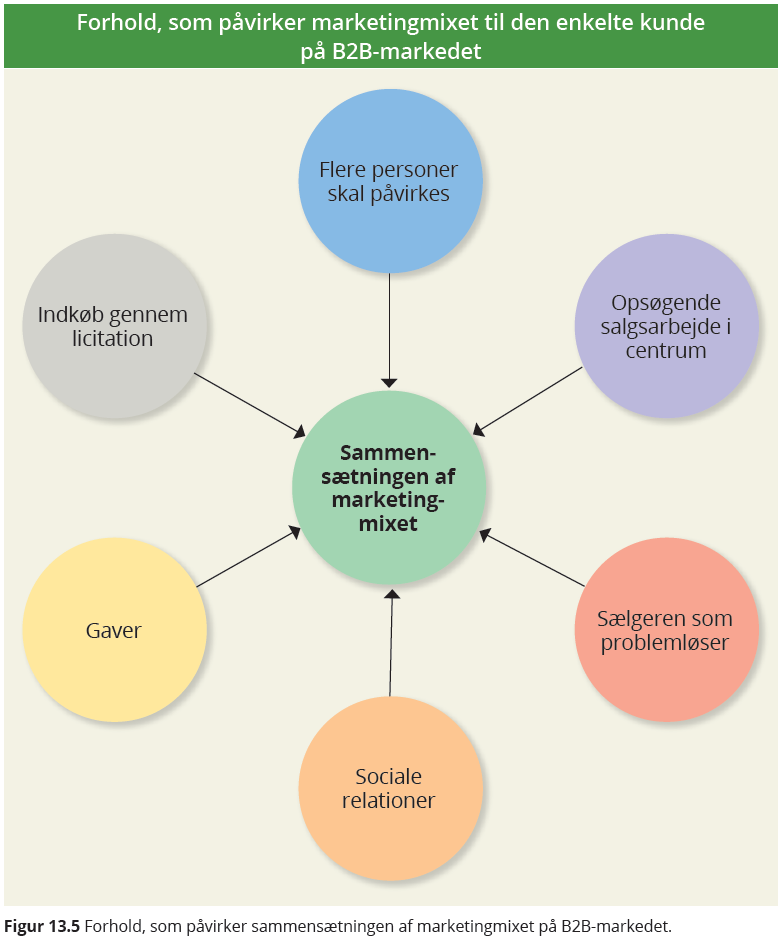 Forhold, som påvirker marketingmixet til den enkelte kunde
på B2B-markedet
Flere personer
skal påvirkes
Indkøb gennem
licitation
Opsøgende
salgsarbejde i
centrum
Sammen-
sætningen af
marketing-
mixet
Gaver
Sælgeren som
problemløser
Sociale
relationer
Figur 13.5 Forhold, som påvirker sammensætningen af marketingmixet på B2B-markedet.